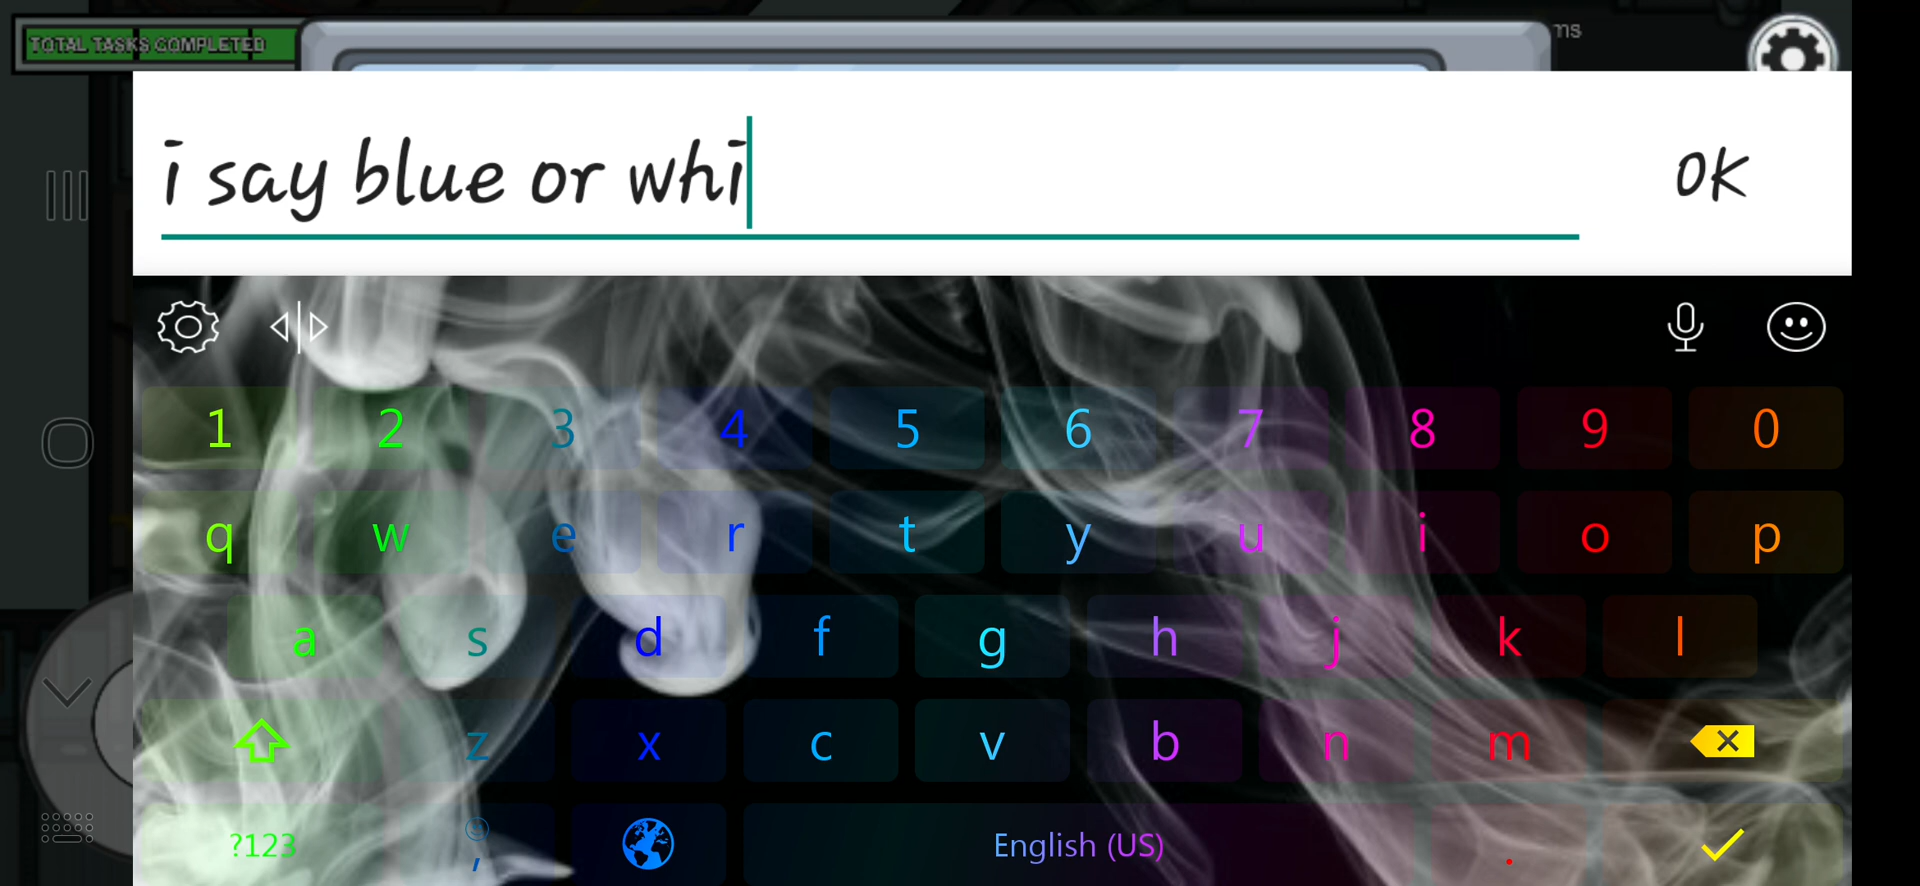 TOTAL TASKS COMPLETED
ms
i say blue or whi
OK
1 2 3 4 5 6 7 8 9 0
q w e r t y u i o p
a s d f g h j k l
z x c v b n m
?123 , English (US) .